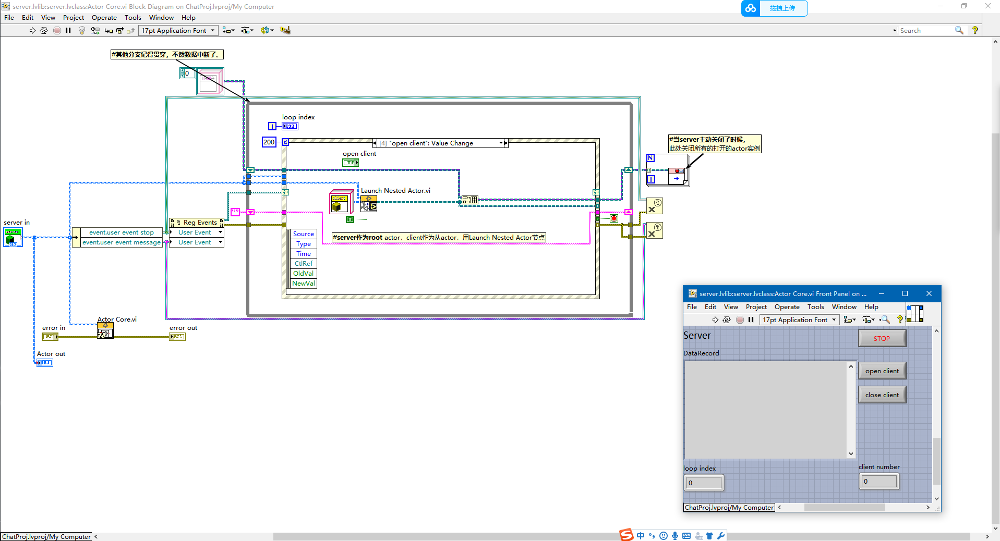 server.lvlib:server.lvclass:Actor Core.vi Block Diagram on ChatProj.lvproj/My Computer
拖拽上传
File Edit View Project Operate Tools Window Help
17pt Application Font
Search
#其他分支记得贯穿，不然数据中断了。
0
loop index
i
I32
200
[4] "open client": Value Change
#当server主动关闭了时候，
此处关闭所有的打开的actor实例
open client
TF
N
i
Launch Nested Actor.vi
client
T
Reg Events
server in
server
OBJ
event.user event stop
User Event
event.user event message
User Event
Source
Type
Time
CtlRef
OldVal
NewVal
#server作为root actor，client作为从actor，用Launch Nested Actor节点
Actor Core.vi
error in
error out
Actor out
OBJ
server.lvlib:server.lvclass:Actor Core.vi Front Panel on ...
File Edit View Project Operate Tools Window Help
17pt Application Font
Server
STOP
DataRecord
open client
close client
loop index
0
client number
0
ChatProj.lvproj/My Computer
ChatProj.lvproj/My Computer
中